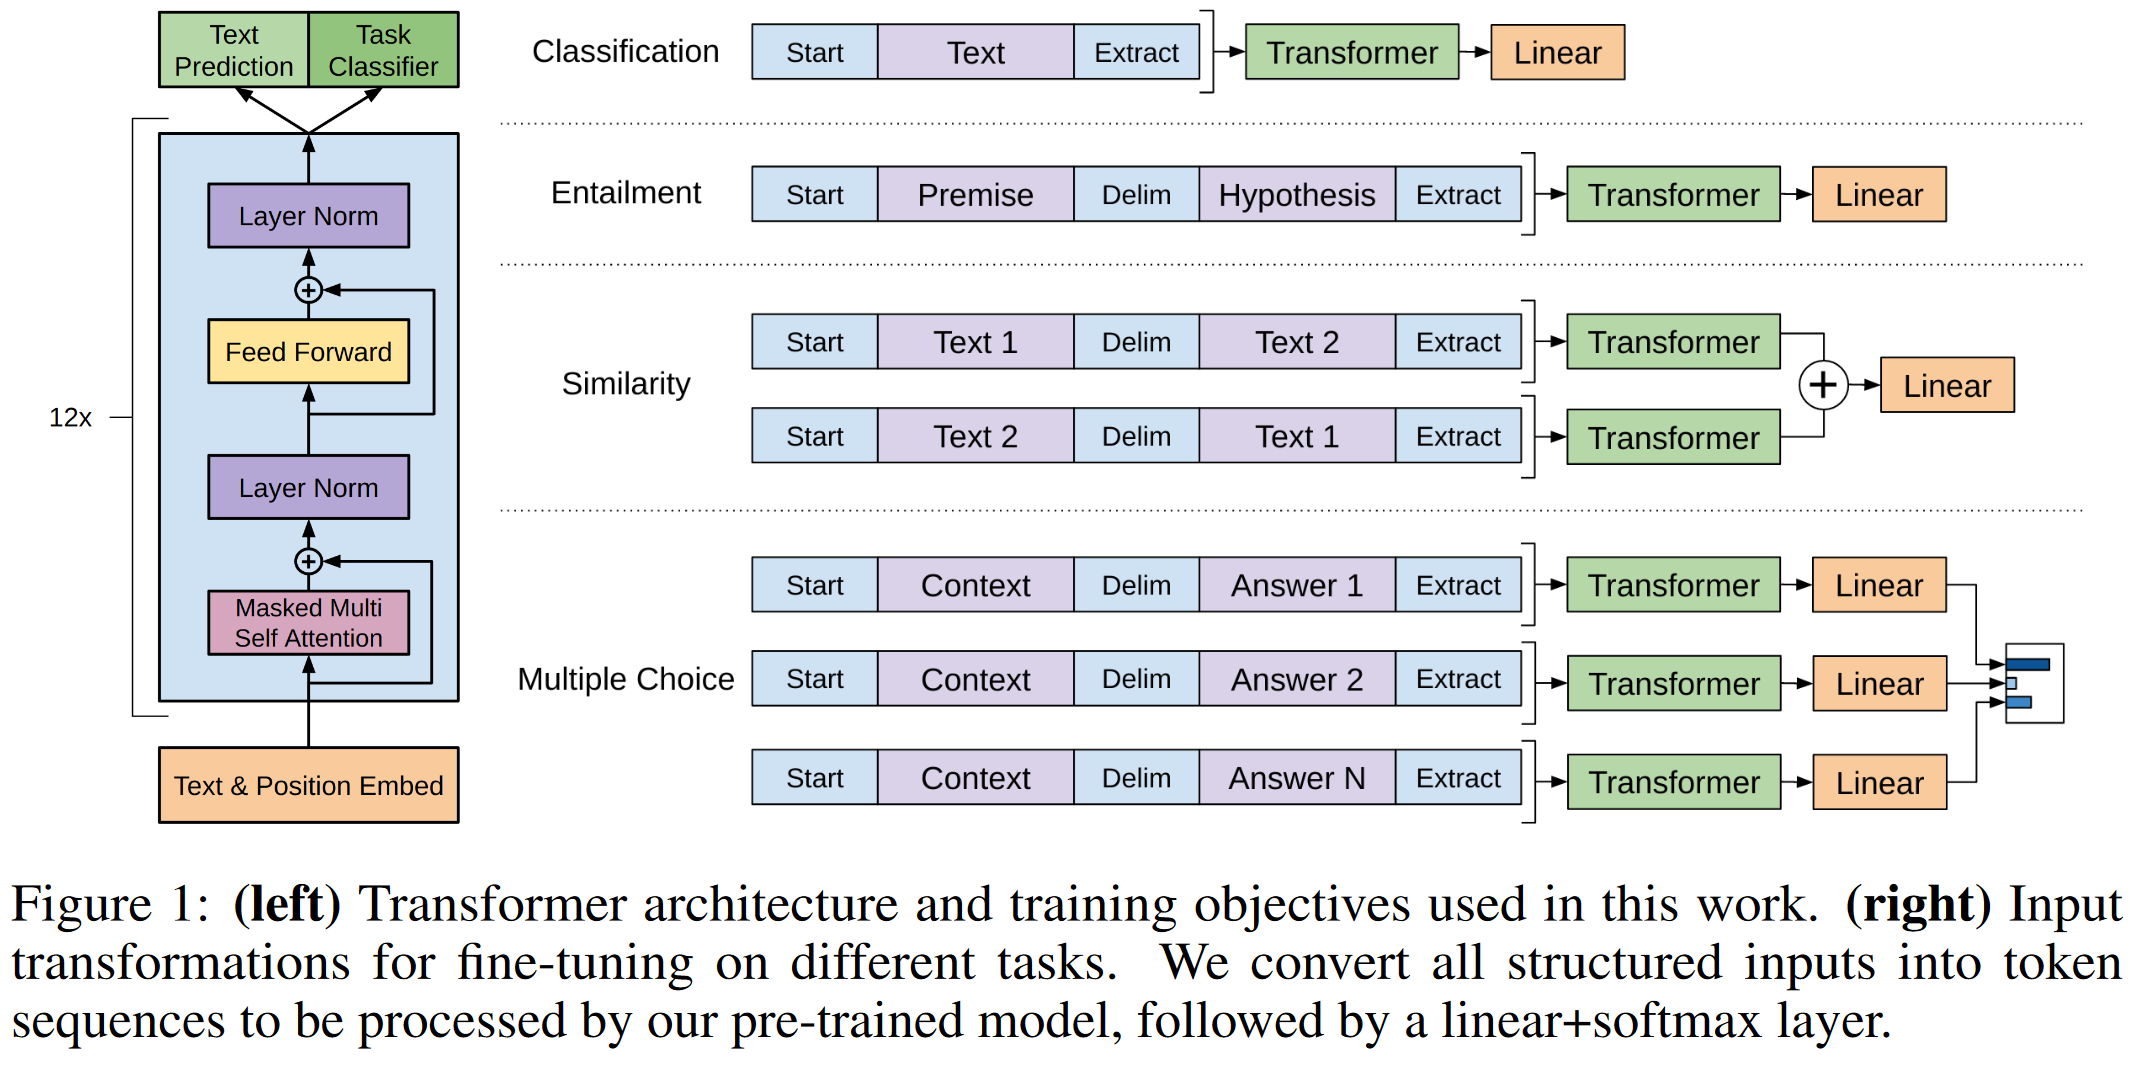 Text
Prediction
Task
Classifier
12x
Layer Norm
+
Feed Forward
Layer Norm
+
Masked Multi
Self Attention
Text & Position Embed
Classification
Start Text Extract Transformer Linear
Entailment
Start Premise Delim Hypothesis Extract Transformer Linear
Similarity
Start Text 1 Delim Text 2 Extract Transformer
+ Linear
Start Text 2 Delim Text 1 Extract Transformer
Multiple Choice
Start Context Delim Answer 1 Extract Transformer Linear
Start Context Delim Answer 2 Extract Transformer Linear
Start Context Delim Answer N Extract Transformer Linear
Figure 1: (left) Transformer architecture and training objectives used in this work. (right) Input
transformations for fine-tuning on different tasks. We convert all structured inputs into token
sequences to be processed by our pre-trained model, followed by a linear+softmax layer.